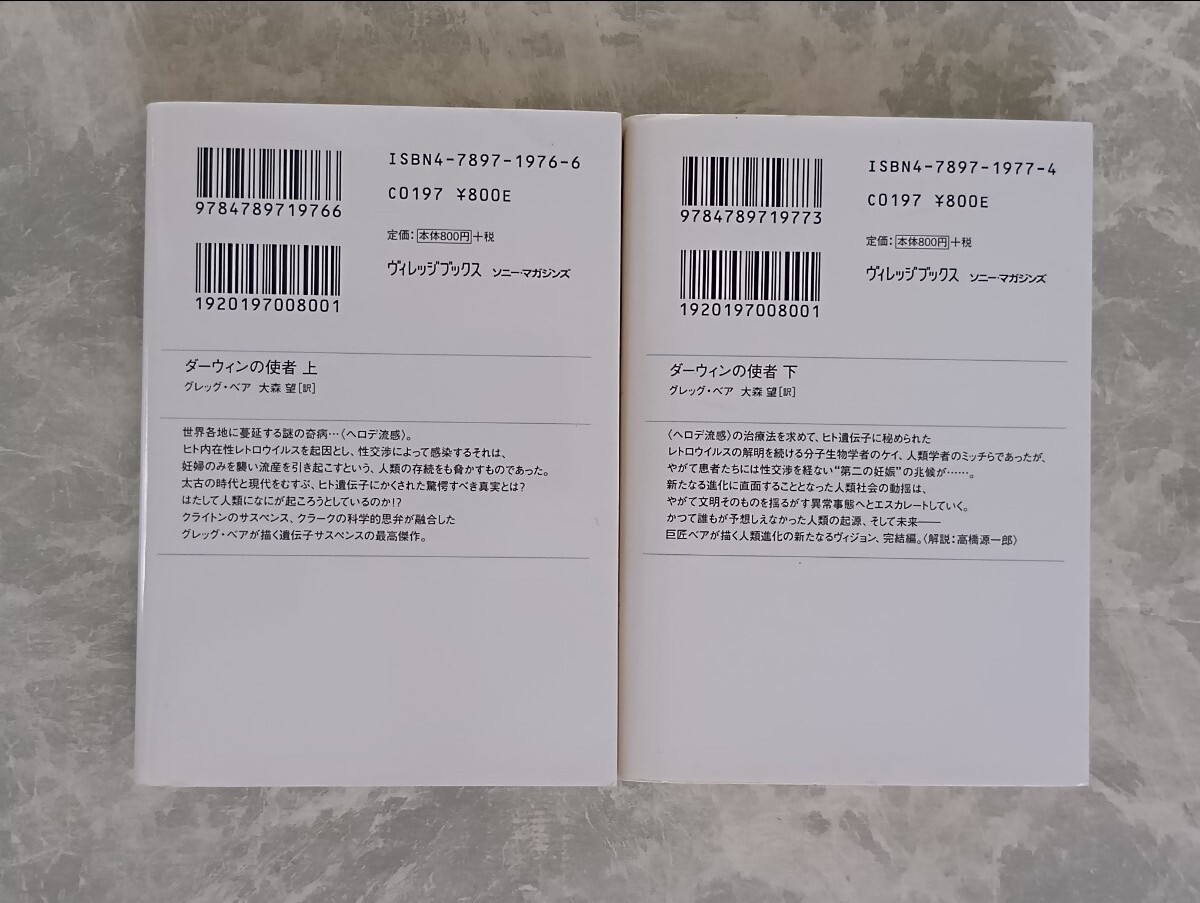 ISBN4-7897-1976-6
C0197 ¥800E
9784789719766
定価：本体800円+税
ヴィレッジブックス ソニー・マガジンズ
1920197008001
ダーウィンの使者 上
グレッグ・ベア 大森 望[訳]
世界各地に蔓延する謎の奇病…〈ヘロデ流感〉。
ヒト内在性レトロウイルスを起因とし、性交渉によって感染するそれは、
妊婦のみを襲い流産を引き起こすという、人類の存続をも脅かすものであった。
太古の時代と現代をむすぶ、ヒト遺伝子にかくされた驚愕すべき真実とは？
はたして人類になにが起ころうとしているのか!?
クライトンのサスペンス、クラークの科学的思弁が融合した
グレッグ・ベアが描く遺伝子サスペンスの最高傑作。
ISBN4-7897-1977-4
C0197 ¥800E
9784789719773
定価：本体800円+税
ヴィレッジブックス ソニー・マガジンズ
1920197008001
ダーウィンの使者 下
グレッグ・ベア 大森 望[訳]
〈ヘロデ流感〉の治療法を求めて、ヒト遺伝子に秘められた
レトロウイルスの解明を続ける分子生物学者のケイ、人類学者のミッチらであったが、
やがて患者たちには性交渉を経ない“第二の妊娠”の兆候が……。
新たなる進化に直面することとなった人類社会の動揺は、
やがて文明そのものを揺るがす異常事態へとエスカレートしていく。
かつて誰もが予想しえなかった人類の起源、そして未来──
巨匠ベアが描く人類進化の新たなるヴィジョン、完結編。〈解説：高橋源一郎〉